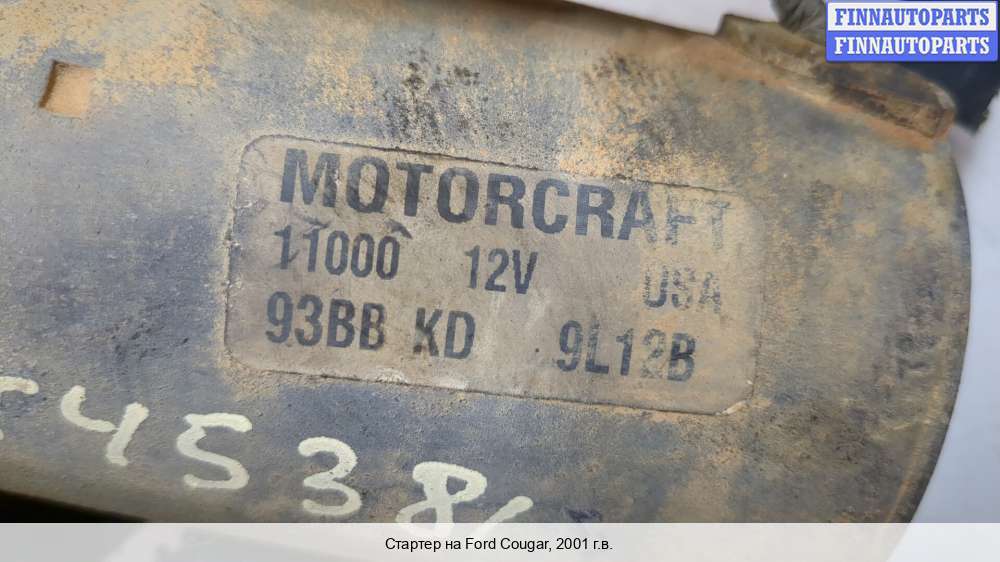 FINNAUTOPARTS
FINNAUTOPARTS
MOTORCRAFT
11000 12V USA
93BB KD 9L12B
Стартер на Ford Cougar, 2001 г.в.